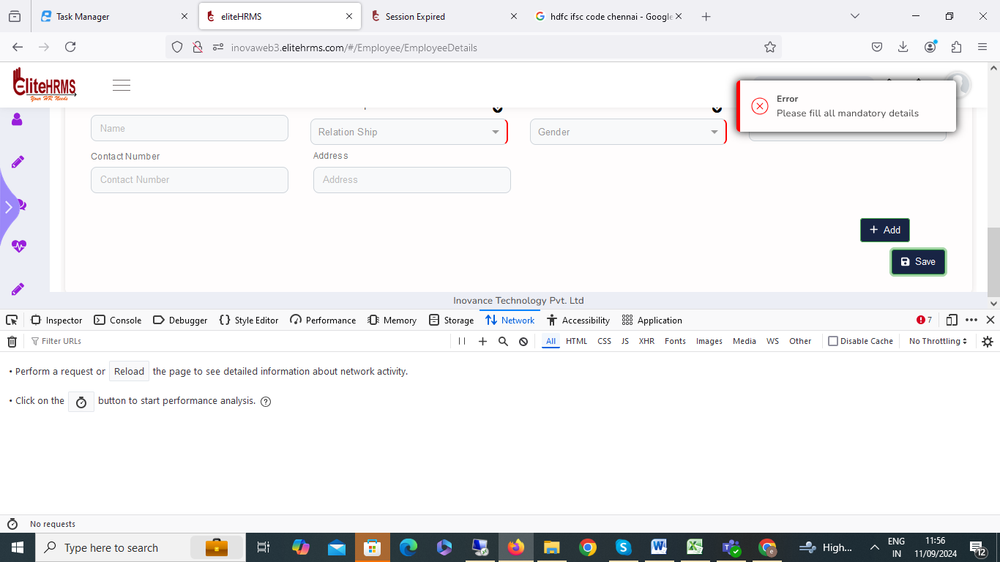 Task Manager
eliteHRMS
Session Expired
hdfc ifsc code chennai - Google
inovaweb3.elitehrms.com/#/Employee/EmployeeDetails
EliteHRMS
Your HR Needs
Error
Please fill all mandatory details
Name
Relation Ship
Gender
Contact Number
Address
Contact Number
Address
+ Add
Save
Inovance Technology Pvt. Ltd
Inspector
Console
Debugger
Style Editor
Performance
Memory
Storage
Network
Accessibility
Application
7
Filter URLs
All
HTML
CSS
JS
XHR
Fonts
Images
Media
WS
Other
Disable Cache
No Throttling
• Perform a request or Reload the page to see detailed information about network activity.
• Click on the button to start performance analysis.
No requests
Type here to search
High...
ENG
IN
11:56
11/09/2024
12